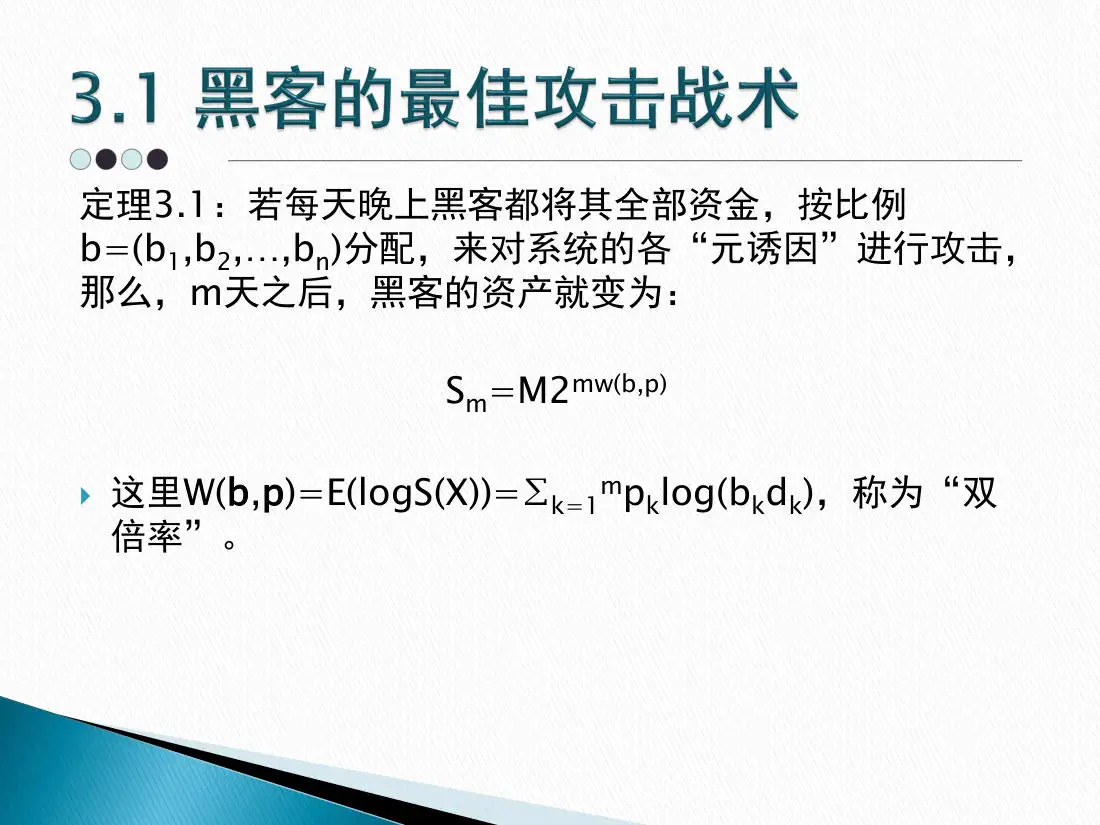 3.1 黑客的最佳攻击战术
定理3.1：若每天晚上黑客都将其全部资金，按比例
b=(b₁,b₂,…,bₙ)分配，来对系统的各“元诱因”进行攻击，
那么，m天之后，黑客的资产就变为：
Sₘ=M2ᵐʷ⁽ᵇ,ᵖ⁾
这里W(b,p)=E(logS(X))=∑ₖ₌₁ᵐpₖlog(bₖdₖ)，称为“双
倍率”。